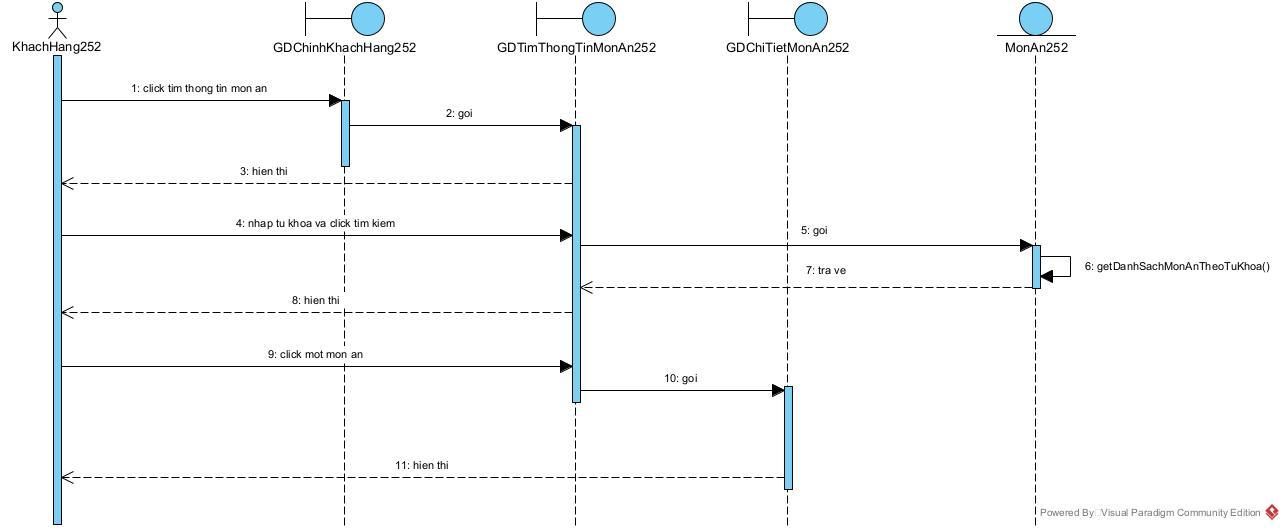 KhachHang252
GDChinhKhachHang252
GDTimThongTinMonAn252
GDChiTietMonAn252
MonAn252
1: click tim thong tin mon an
2: goi
3: hien thi
4: nhap tu khoa va click tim kiem
5: goi
6: getDanhSachMonAnTheoTuKhoa()
7: tra ve
8: hien thi
9: click mot mon an
10: goi
11: hien thi
Powered By Visual Paradigm Community Edition